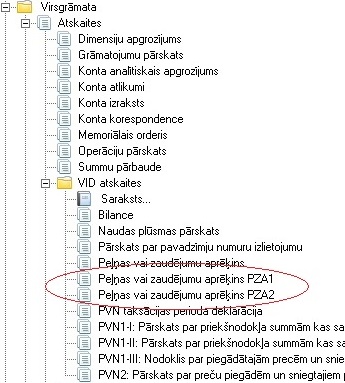 Virsgrāmata
Atskaites
Dimensiju apgrozījums
Grāmatojumu pārskats
Konta analītiskais apgrozījums
Konta atlikumi
Konta izraksts
Konta korespondence
Memoriālais orderis
Operāciju pārskats
Summu pārbaude
VID atskaites
Saraksts...
Bilance
Naudas plūsmas pārskats
Pārskats par pavadzīmju numuru izlietojumu
Peļņas vai zaudējumu aprēķins
Peļņas vai zaudējumu aprēķins PZA1
Peļņas vai zaudējumu aprēķins PZA2
PVN taksācijas perioda deklarācija
PVN1-I: Pārskats par priekšnodokļa summām kas sa
PVN1-II: Pārskats par priekšnodokļa summām kas s
PVN1-III: Nodoklis par piegādātajām precēm un snie
PVN2: Pārskats par preču piegādēm un sniegtajiem p